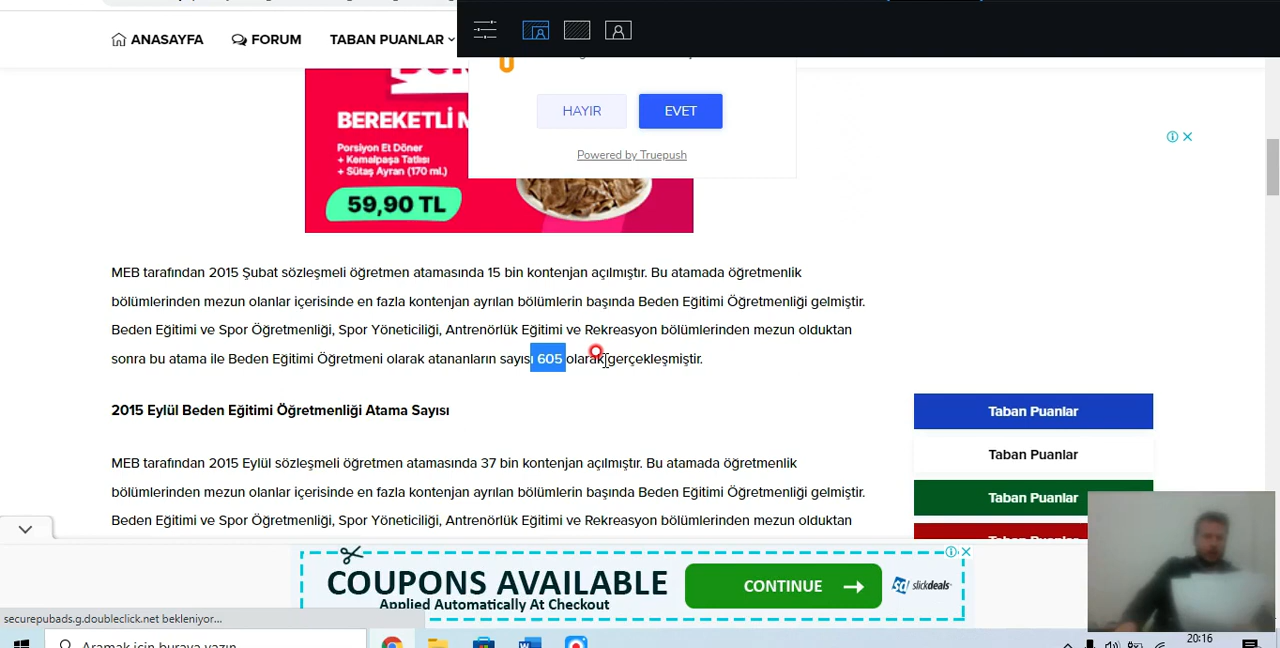 ANASAYFA
FORUM
TABAN PUANLAR
HAYIR
EVET
Powered by Truepush
BEREKETLİ M
Porsiyon Et Döner
+ Kemalpaşa Tatlısı
+ Sütaş Ayran (170 ml.)
59,90 TL
MEB tarafından 2015 Şubat sözleşmeli öğretmen atamasında 15 bin kontenjan açılmıştır. Bu atamada öğretmenlik
bölümlerinden mezun olanlar içerisinde en fazla kontenjan ayrılan bölümlerin başında Beden Eğitimi Öğretmenliği gelmiştir.
Beden Eğitimi ve Spor Öğretmenliği, Spor Yöneticiliği, Antrenörlük Eğitimi ve Rekreasyon bölümlerinden mezun olduktan
sonra bu atama ile Beden Eğitimi Öğretmeni olarak atananların sayısı 605 olarak gerçekleşmiştir.
2015 Eylül Beden Eğitimi Öğretmenliği Atama Sayısı
MEB tarafından 2015 Eylül sözleşmeli öğretmen atamasında 37 bin kontenjan açılmıştır. Bu atamada öğretmenlik
bölümlerinden mezun olanlar içerisinde en fazla kontenjan ayrılan bölümlerin başında Beden Eğitimi Öğretmenliği gelmiştir.
Beden Eğitimi ve Spor Öğretmenliği, Spor Yöneticiliği, Antrenörlük Eğitimi ve Rekreasyon bölümlerinden mezun olduktan
Taban Puanlar
Taban Puanlar
Taban Puanlar
Taban Puanlar
COUPONS AVAILABLE
Applied Automatically At Checkout
CONTINUE
sd slickdeals
securepubads.g.doubleclick.net bekleniyor...
Aramak için buraya yazın
20:16